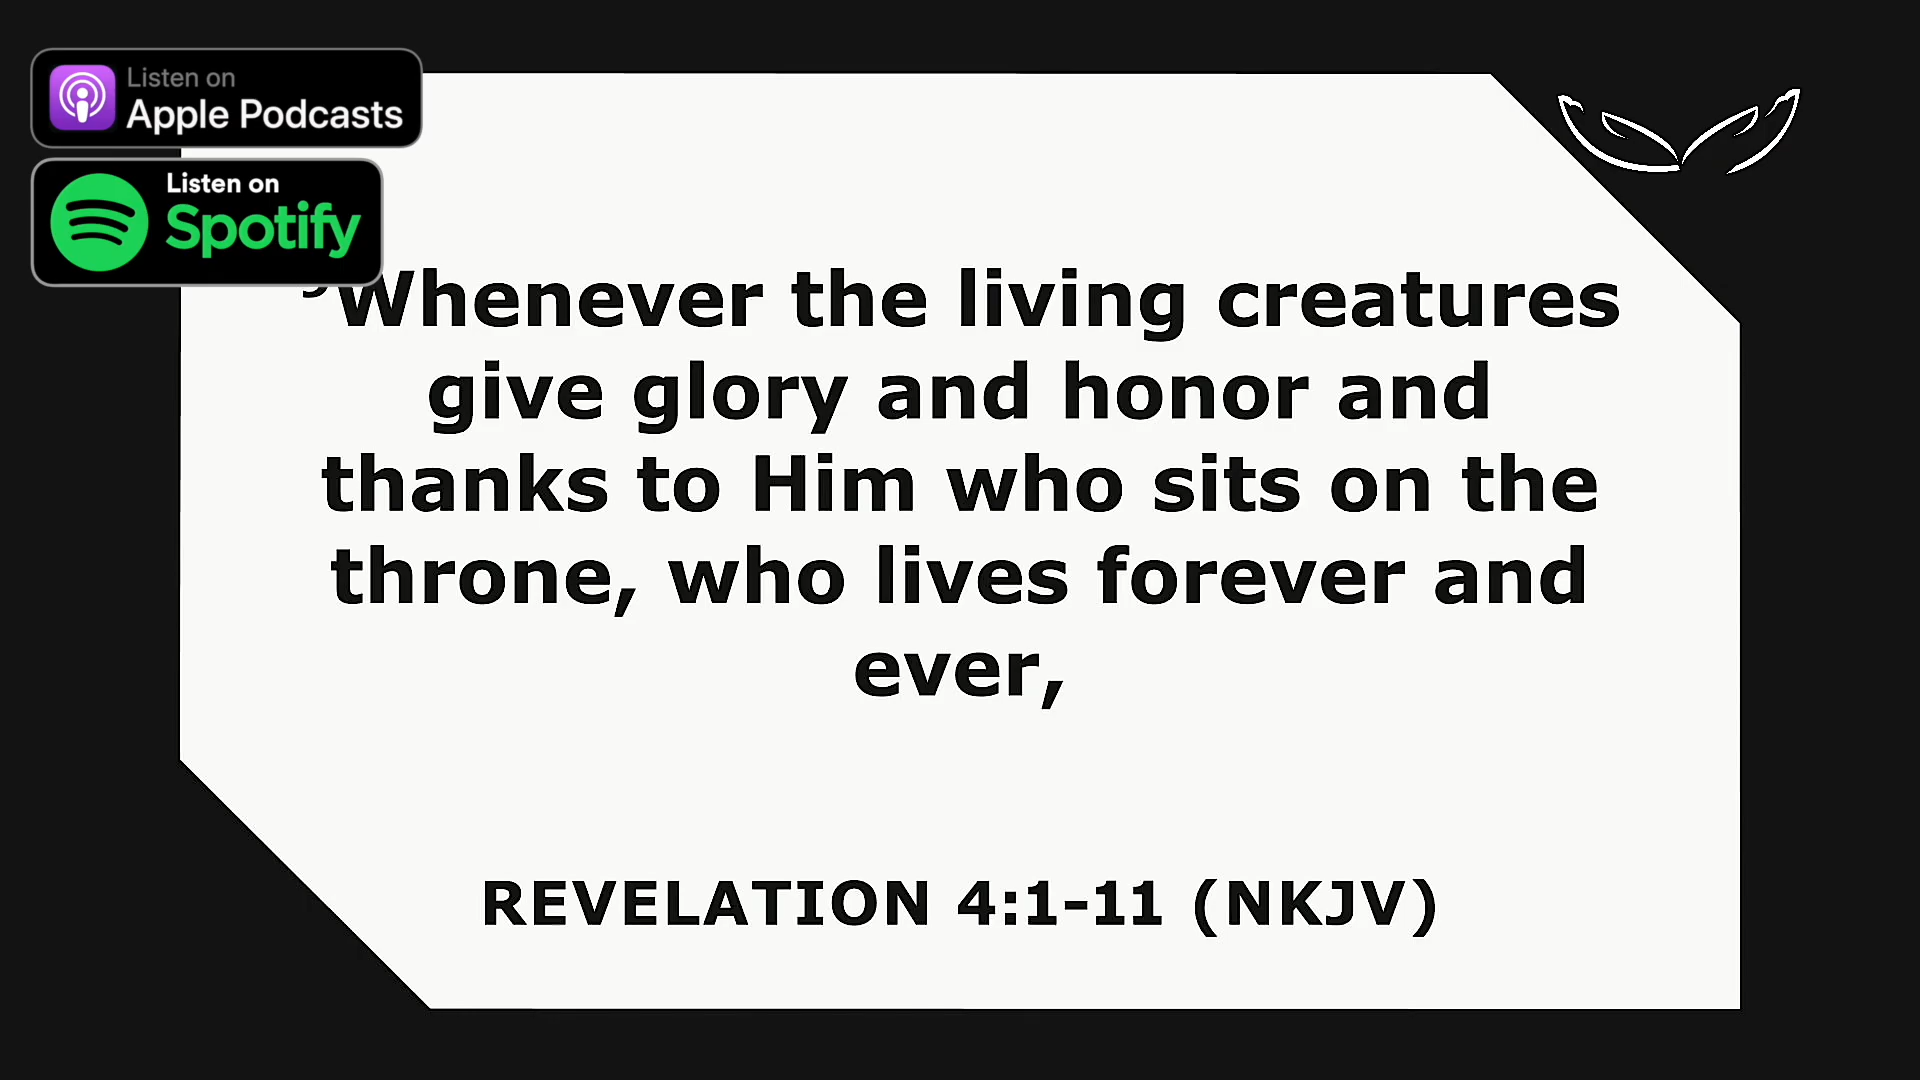 Listen on
Apple Podcasts
Listen on
Spotify
Whenever the living creatures
give glory and honor and
thanks to Him who sits on the
throne, who lives forever and
ever,
REVELATION 4:1-11 (NKJV)